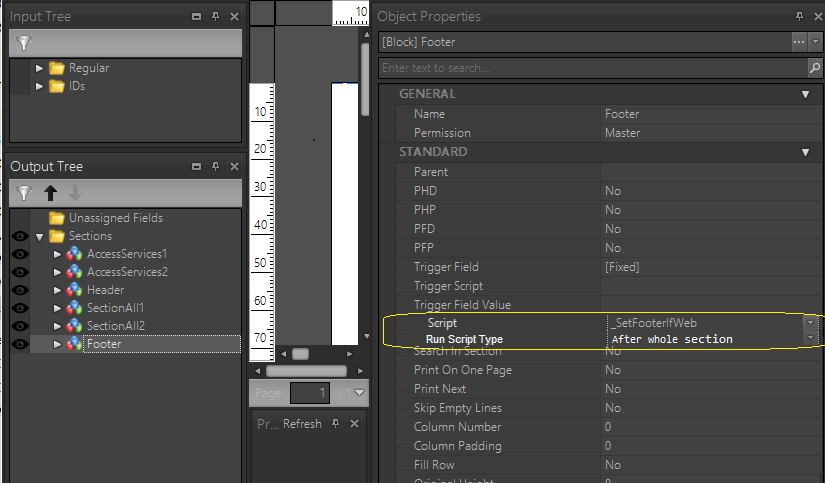 Input Tree
Regular
IDs
Output Tree
Unassigned Fields
Sections
AccessServices1
AccessServices2
Header
SectionAll1
SectionAll2
Footer
10
10
20
30
40
50
60
70
Page 1 / 1
Pr... Refresh
Object Properties
[Block] Footer
Enter text to search...
GENERAL
Name Footer
Permission Master
STANDARD
Parent
PHD No
PHP No
PFD No
PFP No
Trigger Field [Fixed]
Trigger Script
Trigger Field Value
Script _SetFooterIfWeb
Run Script Type After whole section
Search In Section No
Print On One Page No
Print Next No
Skip Empty Lines No
Column Number 0
Column Padding 0
Fill Row No
Original Height 0